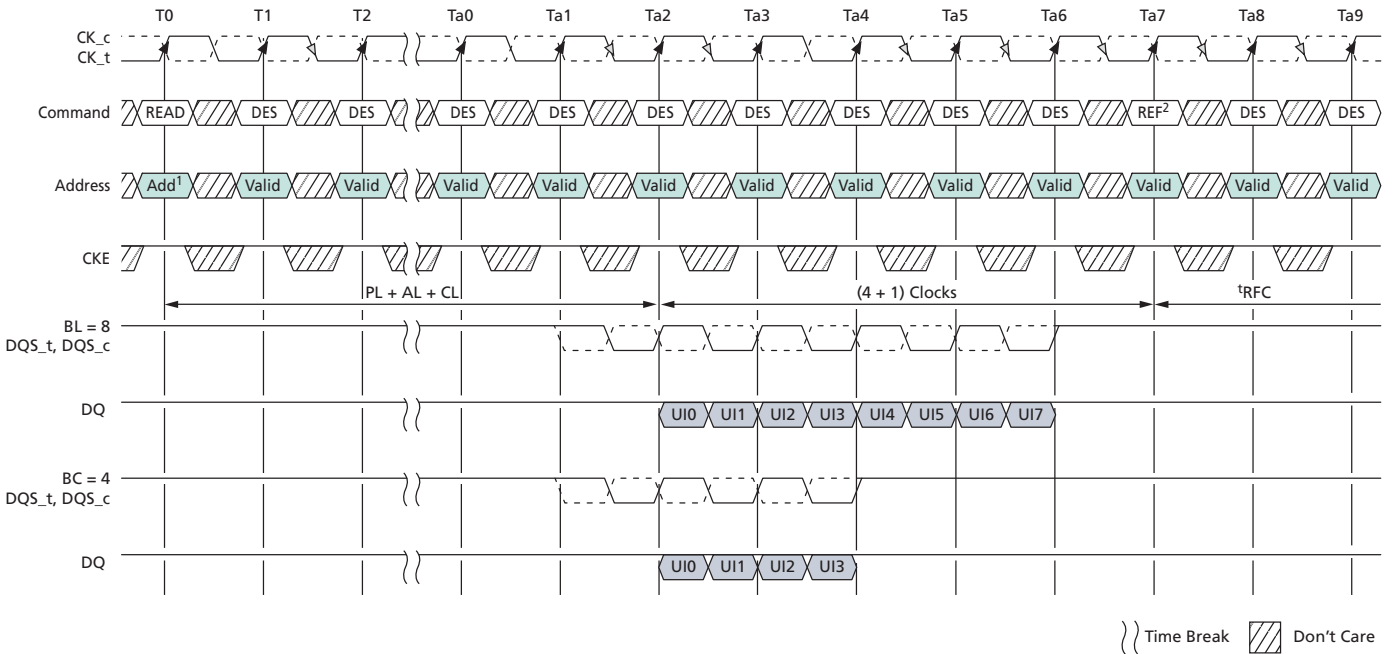 T0 T1 T2 Ta0 Ta1 Ta2 Ta3 Ta4 Ta5 Ta6 Ta7 Ta8 Ta9
CK_c
CK_t
Command READ DES DES DES DES DES DES DES DES DES REF2 DES DES
Address Add1 Valid Valid Valid Valid Valid Valid Valid Valid Valid Valid Valid Valid
CKE
PL + AL + CL (4 + 1) Clocks tRFC
BL = 8
DQS_t, DQS_c
DQ UI0 UI1 UI2 UI3 UI4 UI5 UI6 UI7
BC = 4
DQS_t, DQS_c
DQ UI0 UI1 UI2 UI3
Time Break Don't Care